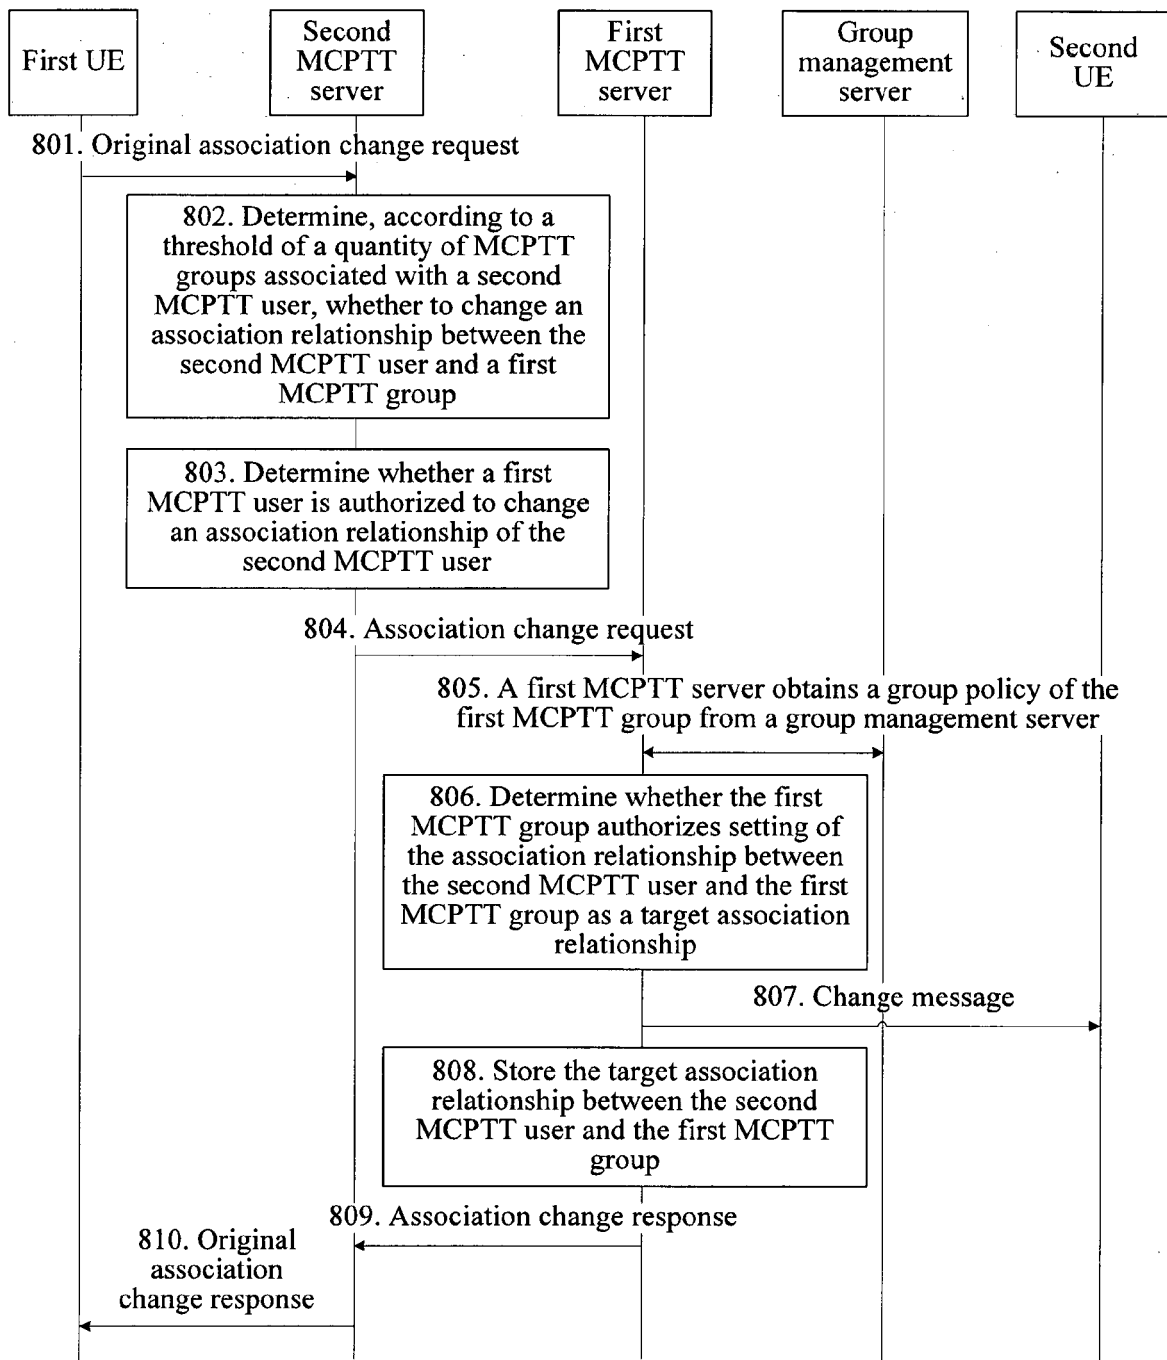 First UE
Second
MCPTT
server
First
MCPTT
server
Group
management
server
Second
UE
801. Original association change request
802. Determine, according to a
threshold of a quantity of MCPTT
groups associated with a second
MCPTT user, whether to change an
association relationship between the
second MCPTT user and a first
MCPTT group
803. Determine whether a first
MCPTT user is authorized to change
an association relationship of the
second MCPTT user
804. Association change request
805. A first MCPTT server obtains a group policy of the
first MCPTT group from a group management server
806. Determine whether the first
MCPTT group authorizes setting of
the association relationship between
the second MCPTT user and the first
MCPTT group as a target association
relationship
807. Change message
808. Store the target association
relationship between the second
MCPTT user and the first MCPTT
group
809. Association change response
810. Original
association
change response